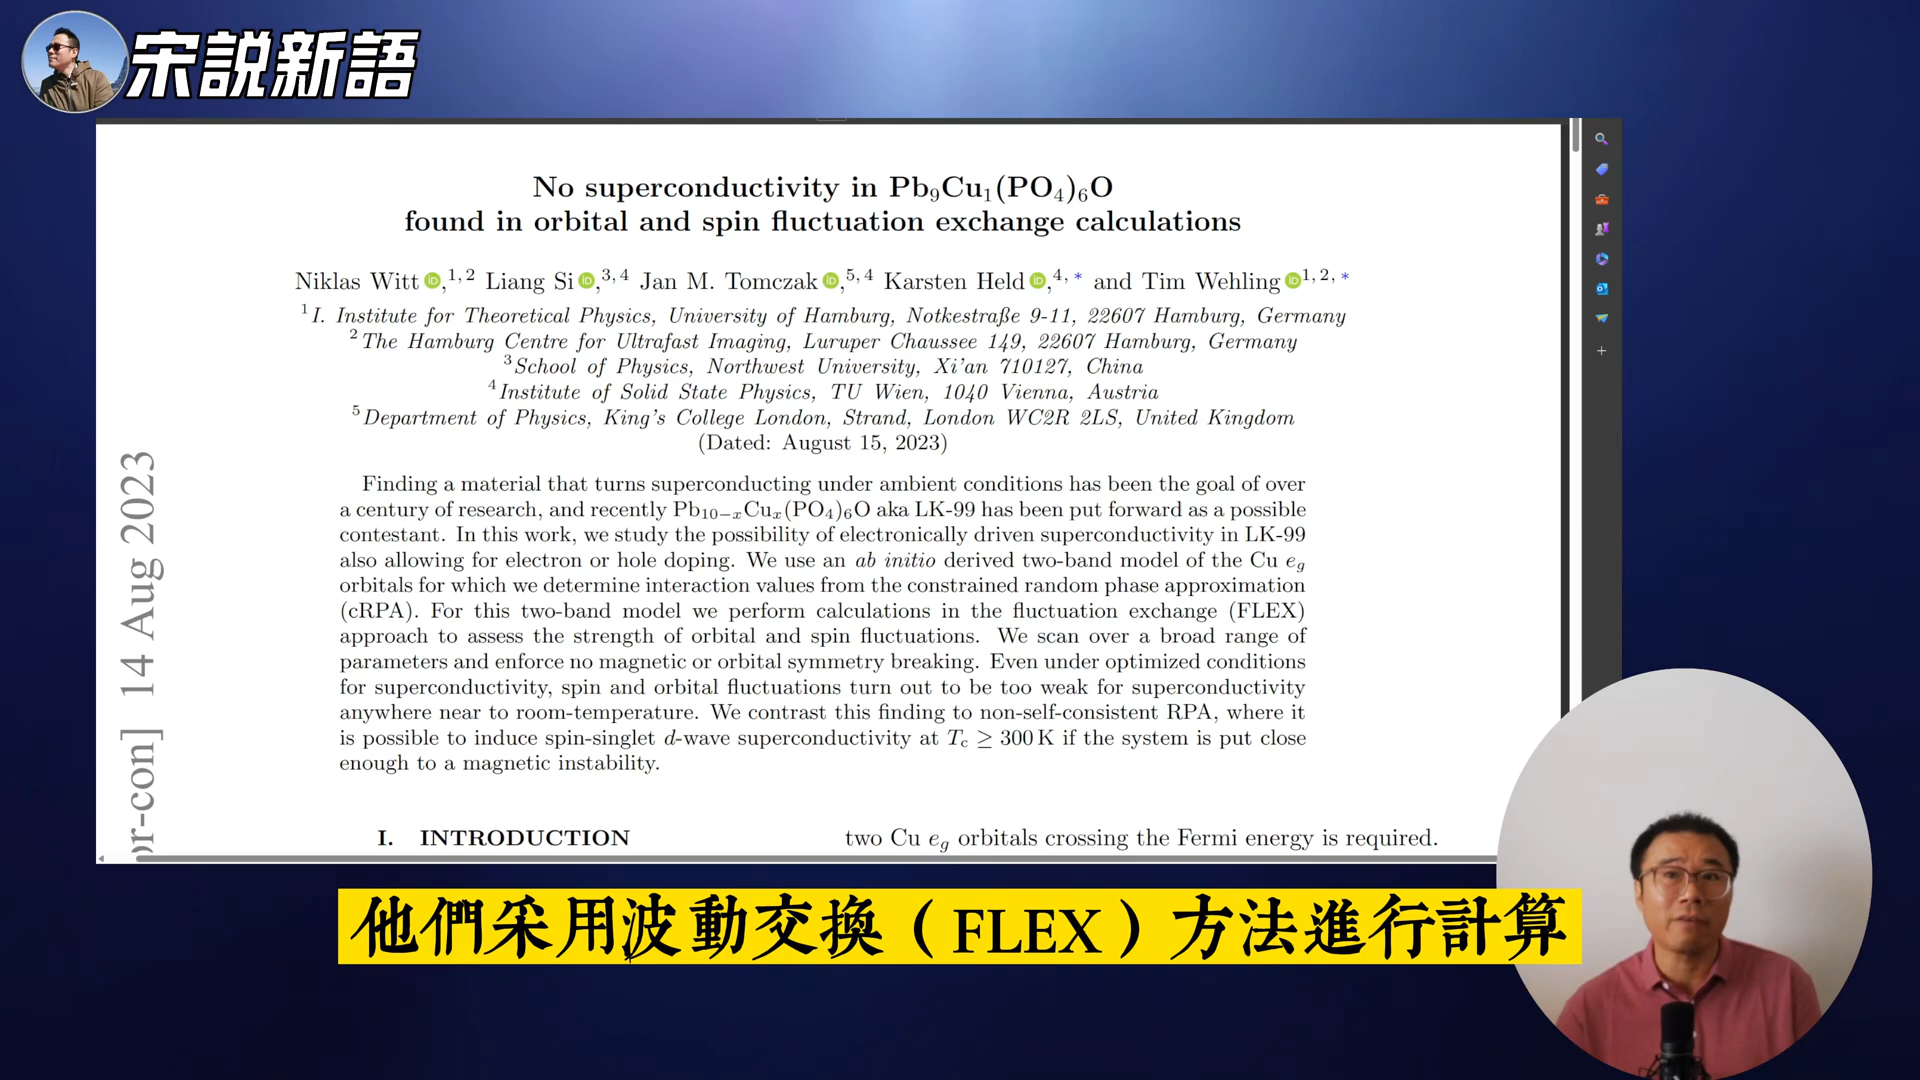 宋説新語
No superconductivity in Pb₉Cu₁(PO₄)₆O
found in orbital and spin fluctuation exchange calculations
Niklas Witt,¹,² Liang Si,³,⁴ Jan M. Tomczak,⁵,⁴ Karsten Held,⁴,* and Tim Wehling¹,²,*
¹I. Institute for Theoretical Physics, University of Hamburg, Notkestraße 9-11, 22607 Hamburg, Germany
²The Hamburg Centre for Ultrafast Imaging, Luruper Chaussee 149, 22607 Hamburg, Germany
³School of Physics, Northwest University, Xi'an 710127, China
⁴Institute of Solid State Physics, TU Wien, 1040 Vienna, Austria
⁵Department of Physics, King's College London, Strand, London WC2R 2LS, United Kingdom
(Dated: August 15, 2023)
Finding a material that turns superconducting under ambient conditions has been the goal of over
a century of research, and recently Pb₁₀₋ₓCuₓ(PO₄)₆O aka LK-99 has been put forward as a possible
contestant. In this work, we study the possibility of electronically driven superconductivity in LK-99
also allowing for electron or hole doping. We use an ab initio derived two-band model of the Cu e_g
orbitals for which we determine interaction values from the constrained random phase approximation
(cRPA). For this two-band model we perform calculations in the fluctuation exchange (FLEX)
approach to assess the strength of orbital and spin fluctuations. We scan over a broad range of
parameters and enforce no magnetic or orbital symmetry breaking. Even under optimized conditions
for superconductivity, spin and orbital fluctuations turn out to be too weak for superconductivity
anywhere near to room-temperature. We contrast this finding to non-self-consistent RPA, where it
is possible to induce spin-singlet d-wave superconductivity at T_c ≥ 300 K if the system is put close
enough to a magnetic instability.
I. INTRODUCTION
two Cu e_g orbitals crossing the Fermi energy is required.
r-con] 14 Aug 2023
他們采用波動交換（FLEX）方法進行計算